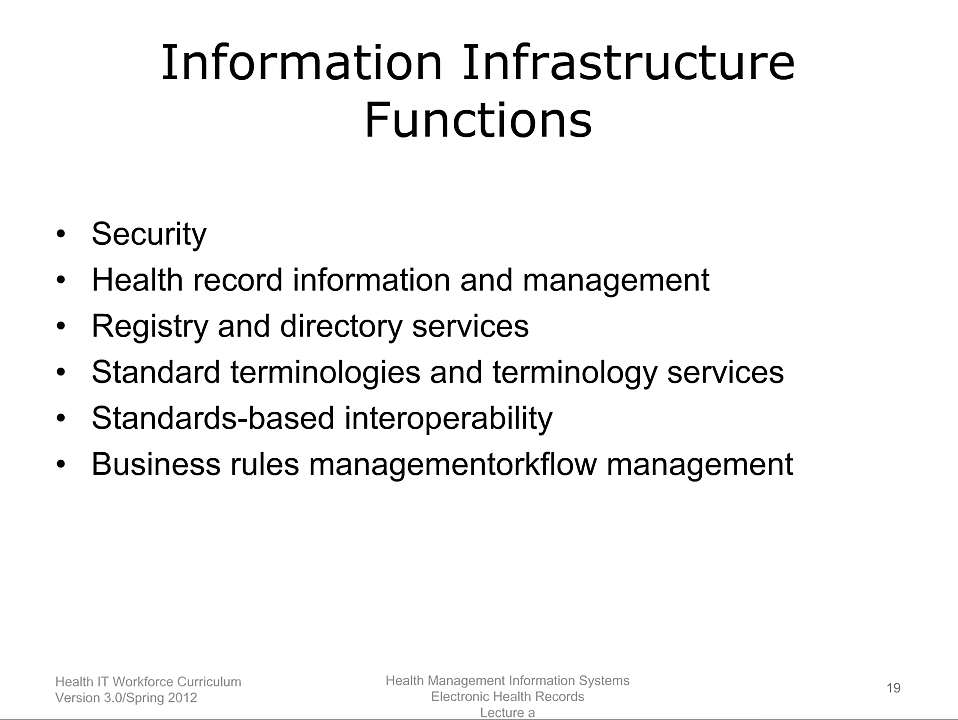 Information Infrastructure
Functions
• Security
• Health record information and management
• Registry and directory services
• Standard terminologies and terminology services
• Standards-based interoperability
• Business rules managementorkflow management
Health IT Workforce Curriculum
Version 3.0/Spring 2012
Health Management Information Systems
Electronic Health Records
Lecture a
19